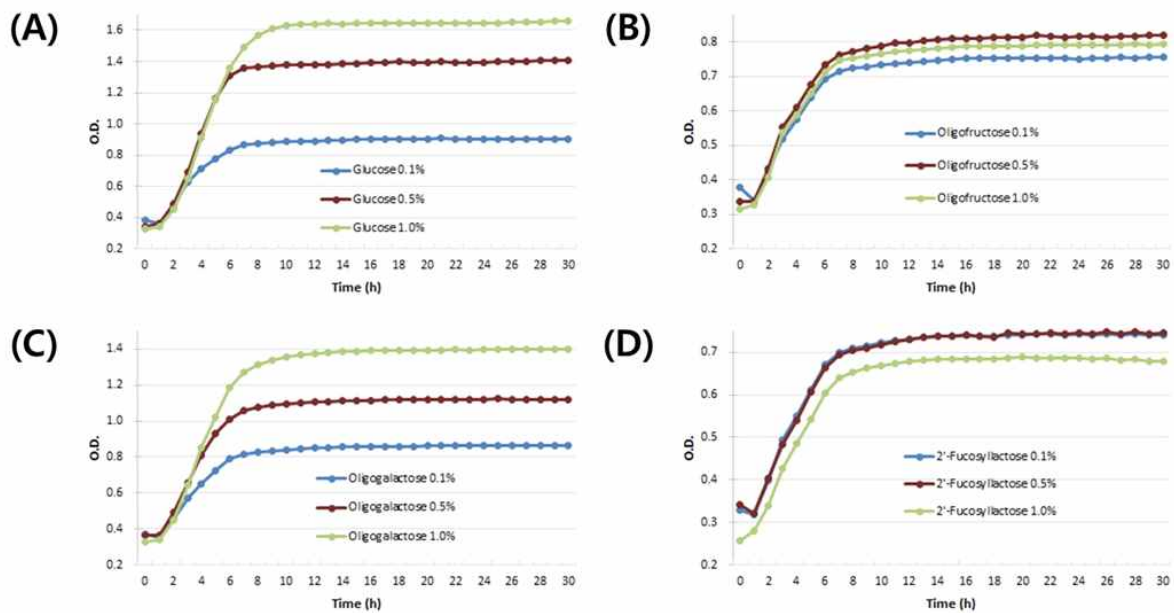 (A)
1.6
1.4
1.2
1.0
0.8
0.6
0.4
0.2
O.D.
Glucose 0.1%
Glucose 0.5%
Glucose 1.0%
0 2 4 6 8 10 12 14 16 18 20 22 24 26 28 30
Time (h)
(B)
0.8
0.7
0.6
0.5
0.4
0.3
0.2
O.D.
Oligofructose 0.1%
Oligofructose 0.5%
Oligofructose 1.0%
0 2 4 6 8 10 12 14 16 18 20 22 24 26 28 30
Time (h)
(C)
1.4
1.2
1.0
0.8
0.6
0.4
0.2
O.D.
Oligogalactose 0.1%
Oligogalactose 0.5%
Oligogalactose 1.0%
0 2 4 6 8 10 12 14 16 18 20 22 24 26 28 30
Time (h)
(D)
0.7
0.6
0.5
0.4
0.3
0.2
O.D.
2'-Fucosyllactose 0.1%
2'-Fucosyllactose 0.5%
2'-Fucosyllactose 1.0%
0 2 4 6 8 10 12 14 16 18 20 22 24 26 28 30
Time (h)